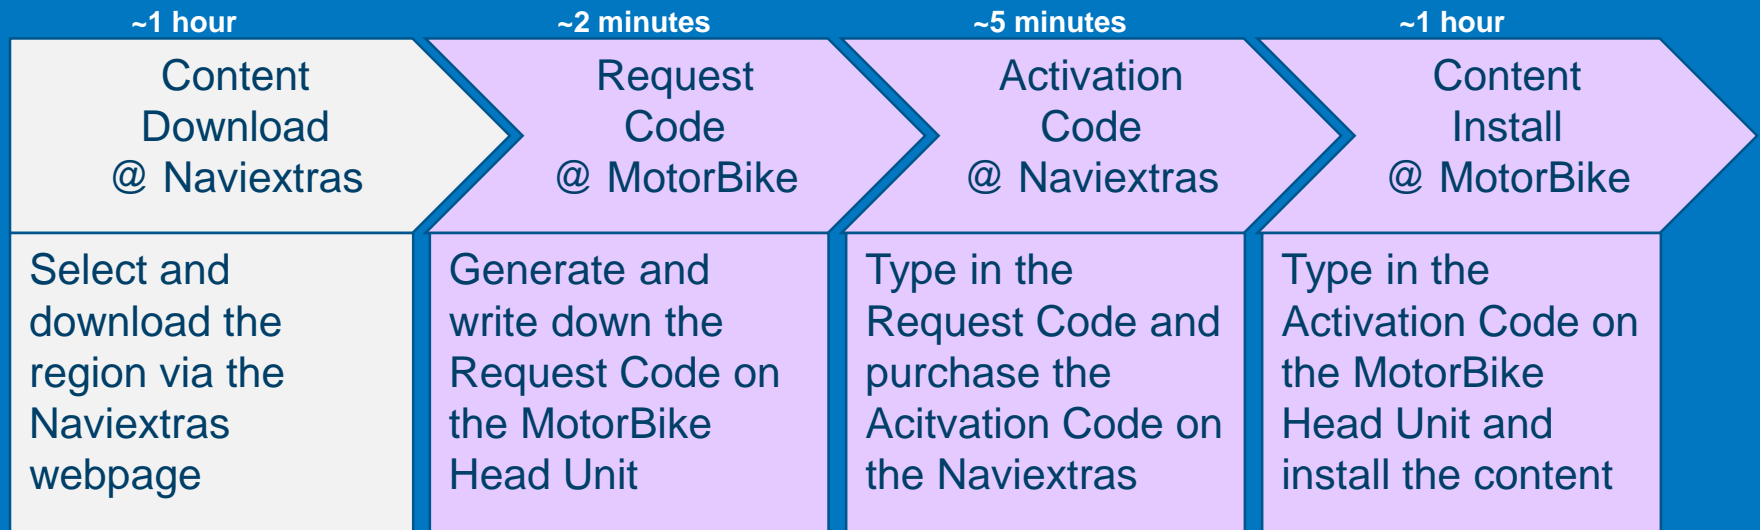 ~1 hour
Content
Download
@ Naviextras
Select and
download the
region via the
Naviextras
webpage
~2 minutes
Request
Code
@ MotorBike
Generate and
write down the
Request Code on
the MotorBike
Head Unit
~5 minutes
Activation
Code
@ Naviextras
Type in the
Request Code and
purchase the
Acitvation Code on
the Naviextras
~1 hour
Content
Install
@ MotorBike
Type in the
Activation Code on
the MotorBike
Head Unit and
install the content